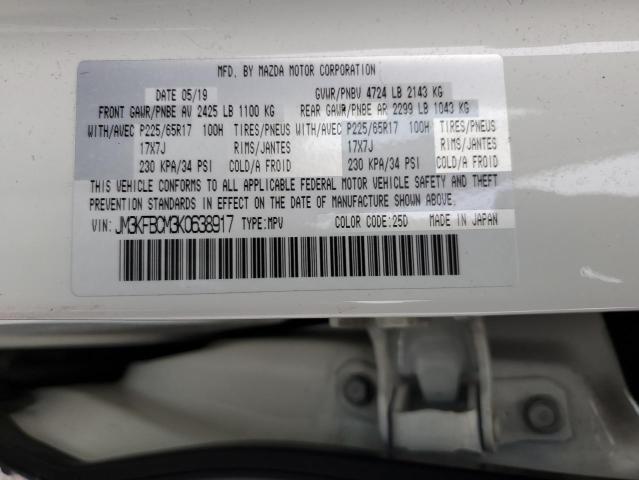 MFD. BY MAZDA MOTOR CORPORATION
DATE 05/19 GVWR/PNBV 4724 LB 2143 KG
FRONT GAWR/PNBE AV 2425 LB 1100 KG REAR GAWR/PNBE AR 2299 LB 1043 KG
WITH/AVEC P225/65R17 100H TIRES/PNEUS WITH/AVEC P225/65R17 100H TIRES/PNEUS
17X7J RIMS/JANTES 17X7J RIMS/JANTES
230 KPA/34 PSI COLD/A FROID 230 KPA/34 PSI COLD/A FROID
THIS VEHICLE CONFORMS TO ALL APPLICABLE FEDERAL MOTOR VEHICLE SAFETY AND THEFT
PREVENTION STANDARDS IN EFFECT ON THE DATE OF MANUFACTURE SHOWN ABOVE.
VIN: JM3KFBCM3K0638917 TYPE:MPV COLOR CODE:25D MADE IN JAPAN